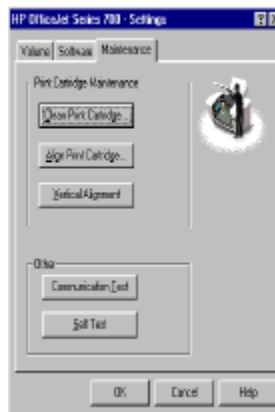 HP OfficeJet Series 700 - Settings
Volume Software Maintenance
Print Cartridge Maintenance
Clean Print Cartridge...
Align Print Cartridge...
Vertical Alignment
Other
Communication Test
Self Test
OK Cancel Help